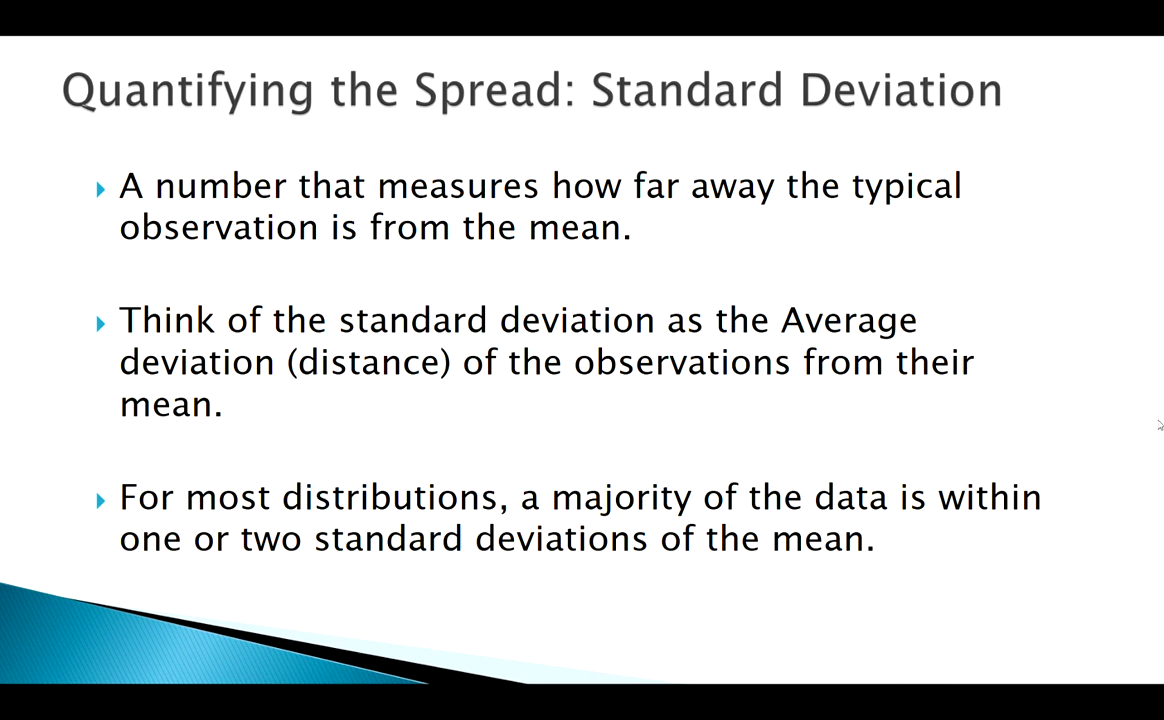 Quantifying the Spread: Standard Deviation
A number that measures how far away the typical
observation is from the mean.
Think of the standard deviation as the Average
deviation (distance) of the observations from their
mean.
For most distributions, a majority of the data is within
one or two standard deviations of the mean.